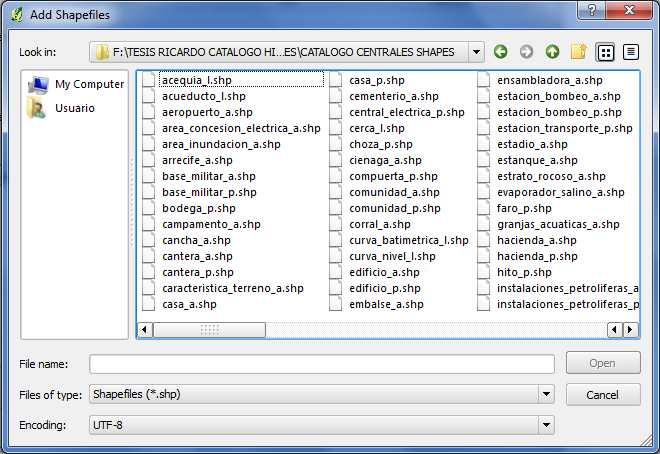 Add Shapefiles
Look in: F:\TESIS RICARDO CATALOGO HI...ES\CATALOGO CENTRALES SHAPES
My Computer
Usuario
acequia_l.shp
acueducto_l.shp
aeropuerto_a.shp
area_concesion_electrica_a.shp
area_inundacion_a.shp
arrecife_a.shp
base_militar_a.shp
base_militar_p.shp
bodega_p.shp
campamento_a.shp
cancha_a.shp
cantera_a.shp
cantera_p.shp
caracteristica_terreno_a.shp
casa_a.shp
casa_p.shp
cementerio_a.shp
central_electrica_p.shp
cerca_l.shp
choza_p.shp
cienaga_a.shp
compuerta_p.shp
comunidad_a.shp
comunidad_p.shp
corral_a.shp
curva_batimetrica_l.shp
curva_nivel_l.shp
edificio_a.shp
edificio_p.shp
embalse_a.shp
ensambladora_a.shp
estacion_bombeo_a.shp
estacion_bombeo_p.shp
estacion_transporte_p.shp
estadio_a.shp
estanque_a.shp
estrato_rocoso_a.shp
evaporador_salino_a.shp
faro_p.shp
granjas_acuaticas_a.shp
hacienda_a.shp
hacienda_p.shp
hito_p.shp
instalaciones_petroliferas_a
instalaciones_petroliferas_p
File name:
Open
Files of type: Shapefiles (*.shp)
Cancel
Encoding: UTF-8